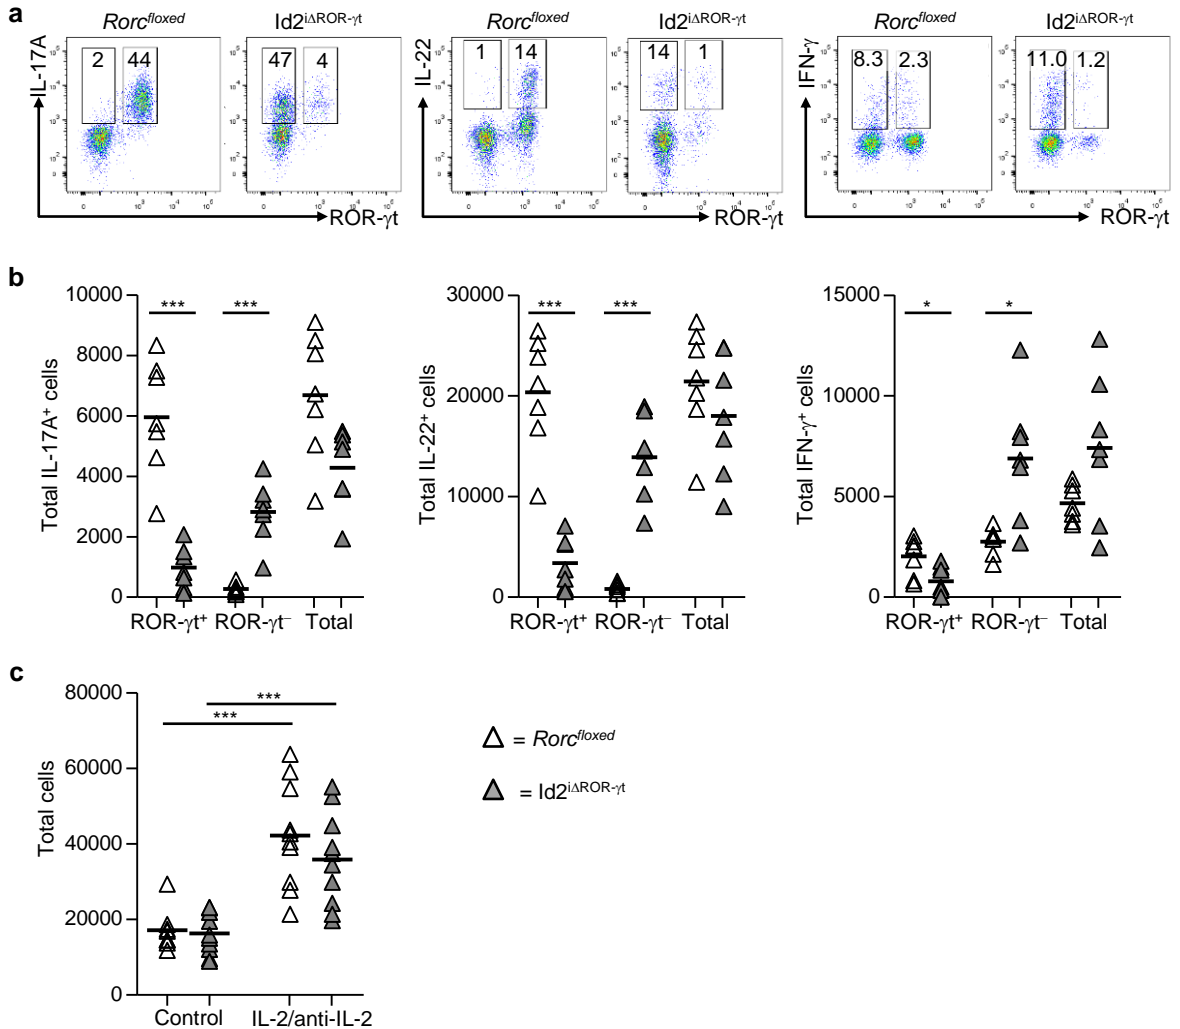 a
Rorcfloxed
Id2iΔROR-γt
Rorcfloxed
Id2iΔROR-γt
Rorcfloxed
Id2iΔROR-γt
IL-17A
2 44
47 4
IL-22
1 14
14 1
IFN-γ
8.3 2.3
11.0 1.2
ROR-γt
ROR-γt
ROR-γt
b
Total IL-17A+ cells
10000
8000
6000
4000
2000
0
*** ***
ROR-γt+ ROR-γt− Total
Total IL-22+ cells
30000
20000
10000
0
*** ***
ROR-γt+ ROR-γt− Total
Total IFN-γ+ cells
15000
10000
5000
0
* *
ROR-γt+ ROR-γt− Total
c
Total cells
80000
60000
40000
20000
0
***
***
Control IL-2/anti-IL-2
= Rorcfloxed
= Id2iΔROR-γt